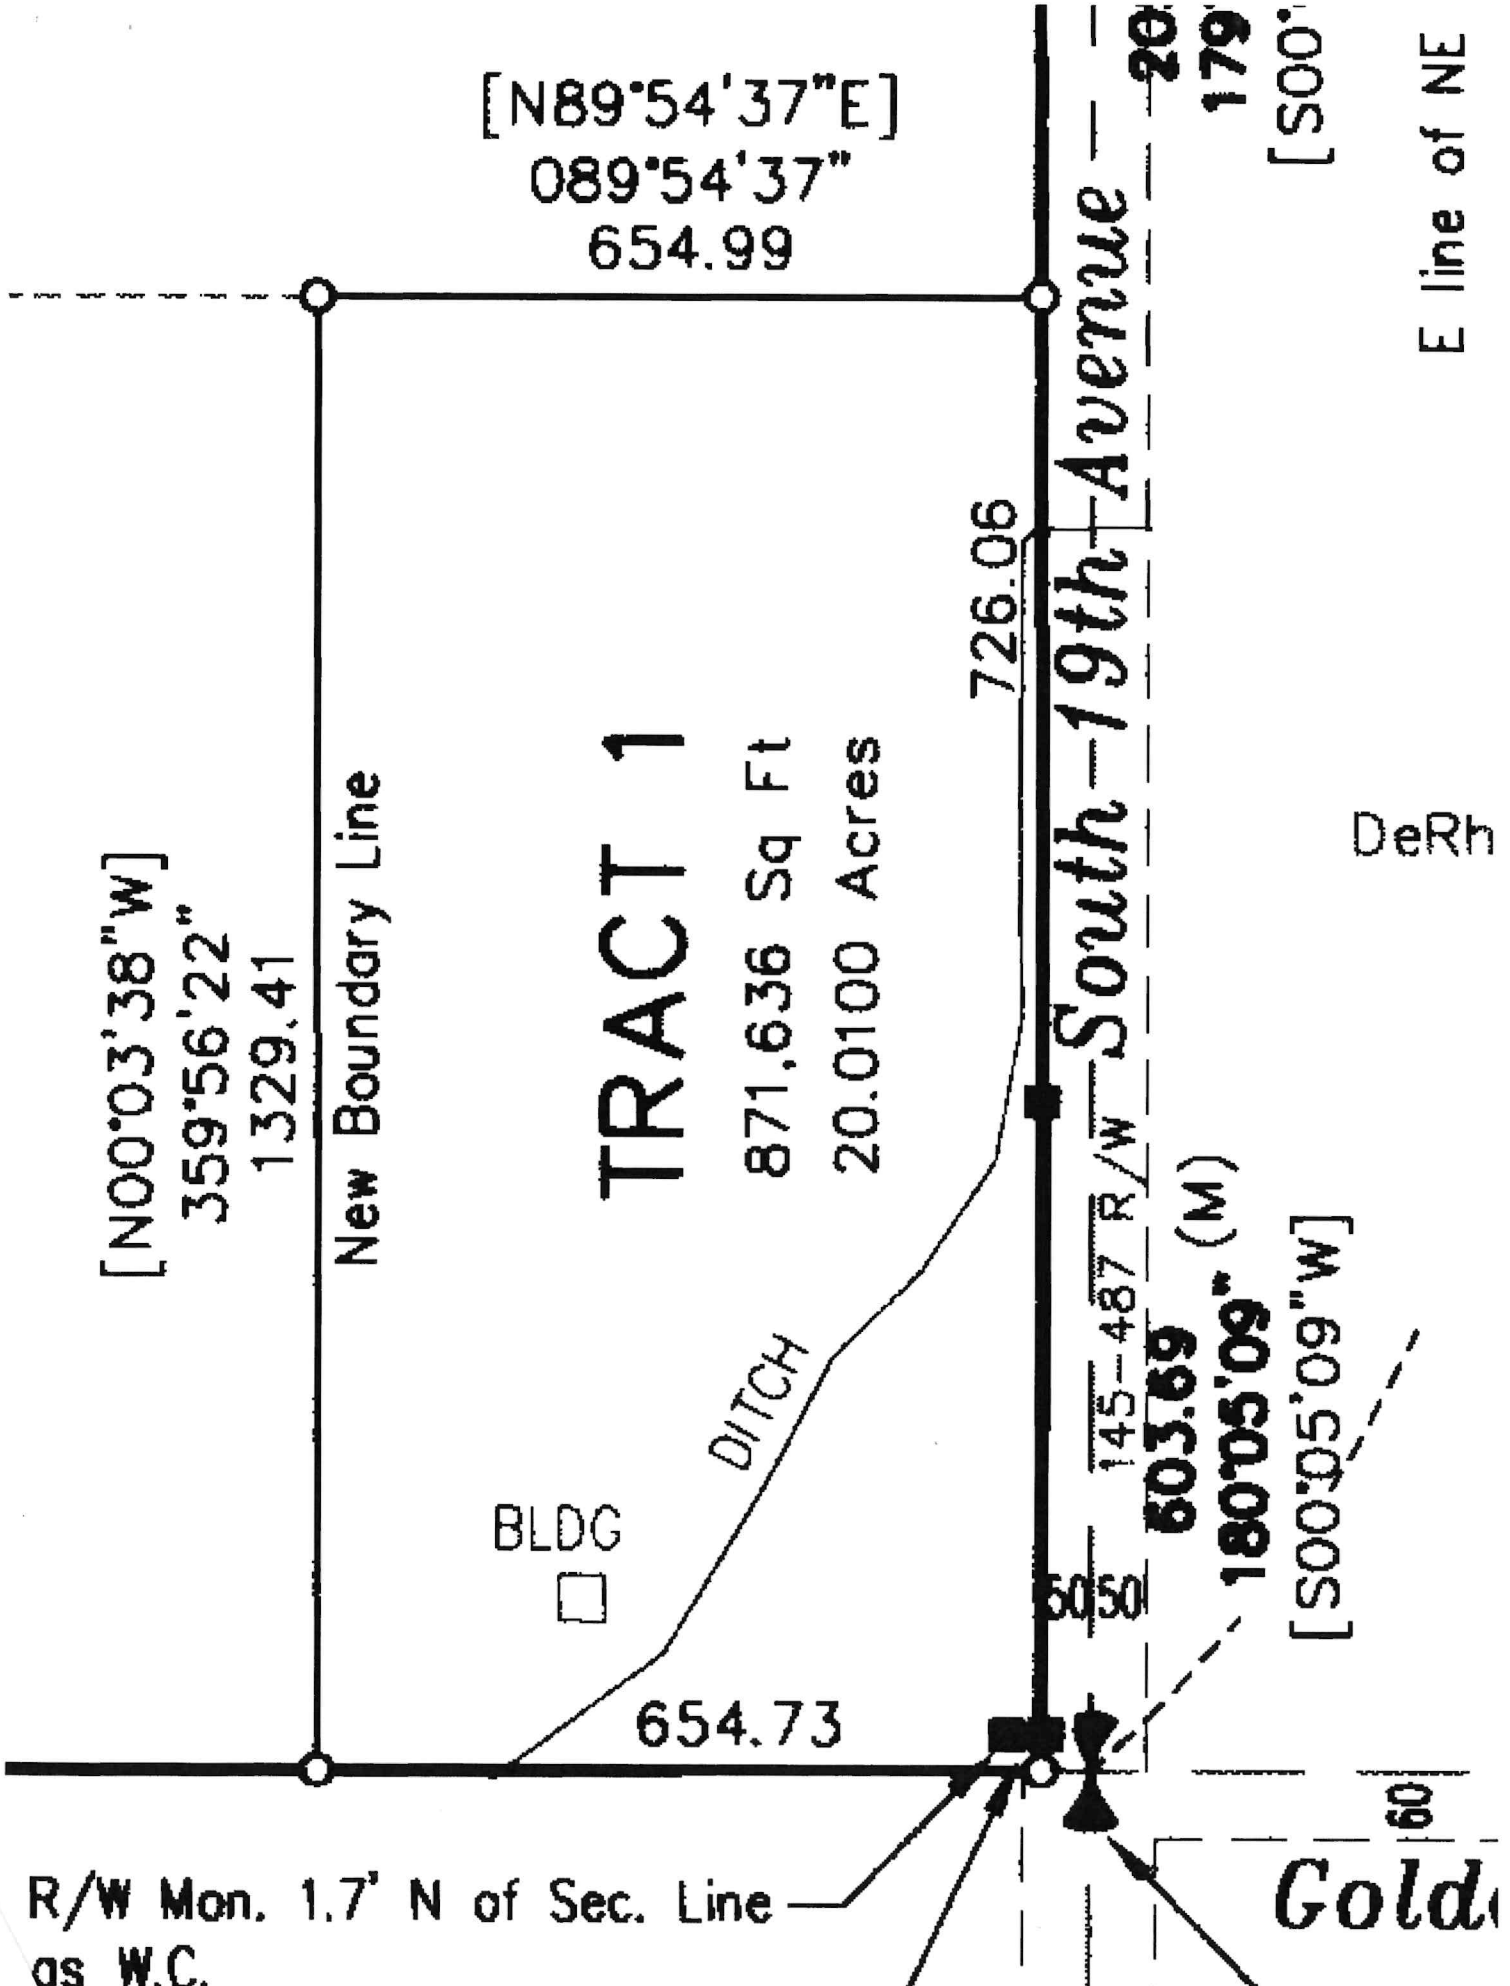 [N89°54'37"E]
089°54'37"
654.99
20
179
[S00°
E line of NE
[N00°03'38"W]
359°56'22"
1329.41
New Boundary Line
TRACT 1
871,636 Sq Ft
20.0100 Acres
726.06
South 19th Avenue
DeRh
145-487 R/W
603.69 (M)
180°05'09"
[S00°05'09"W]
DITCH
BLDG
50 50
654.73
60
R/W Mon. 1.7' N of Sec. Line
as W.C.
Gold